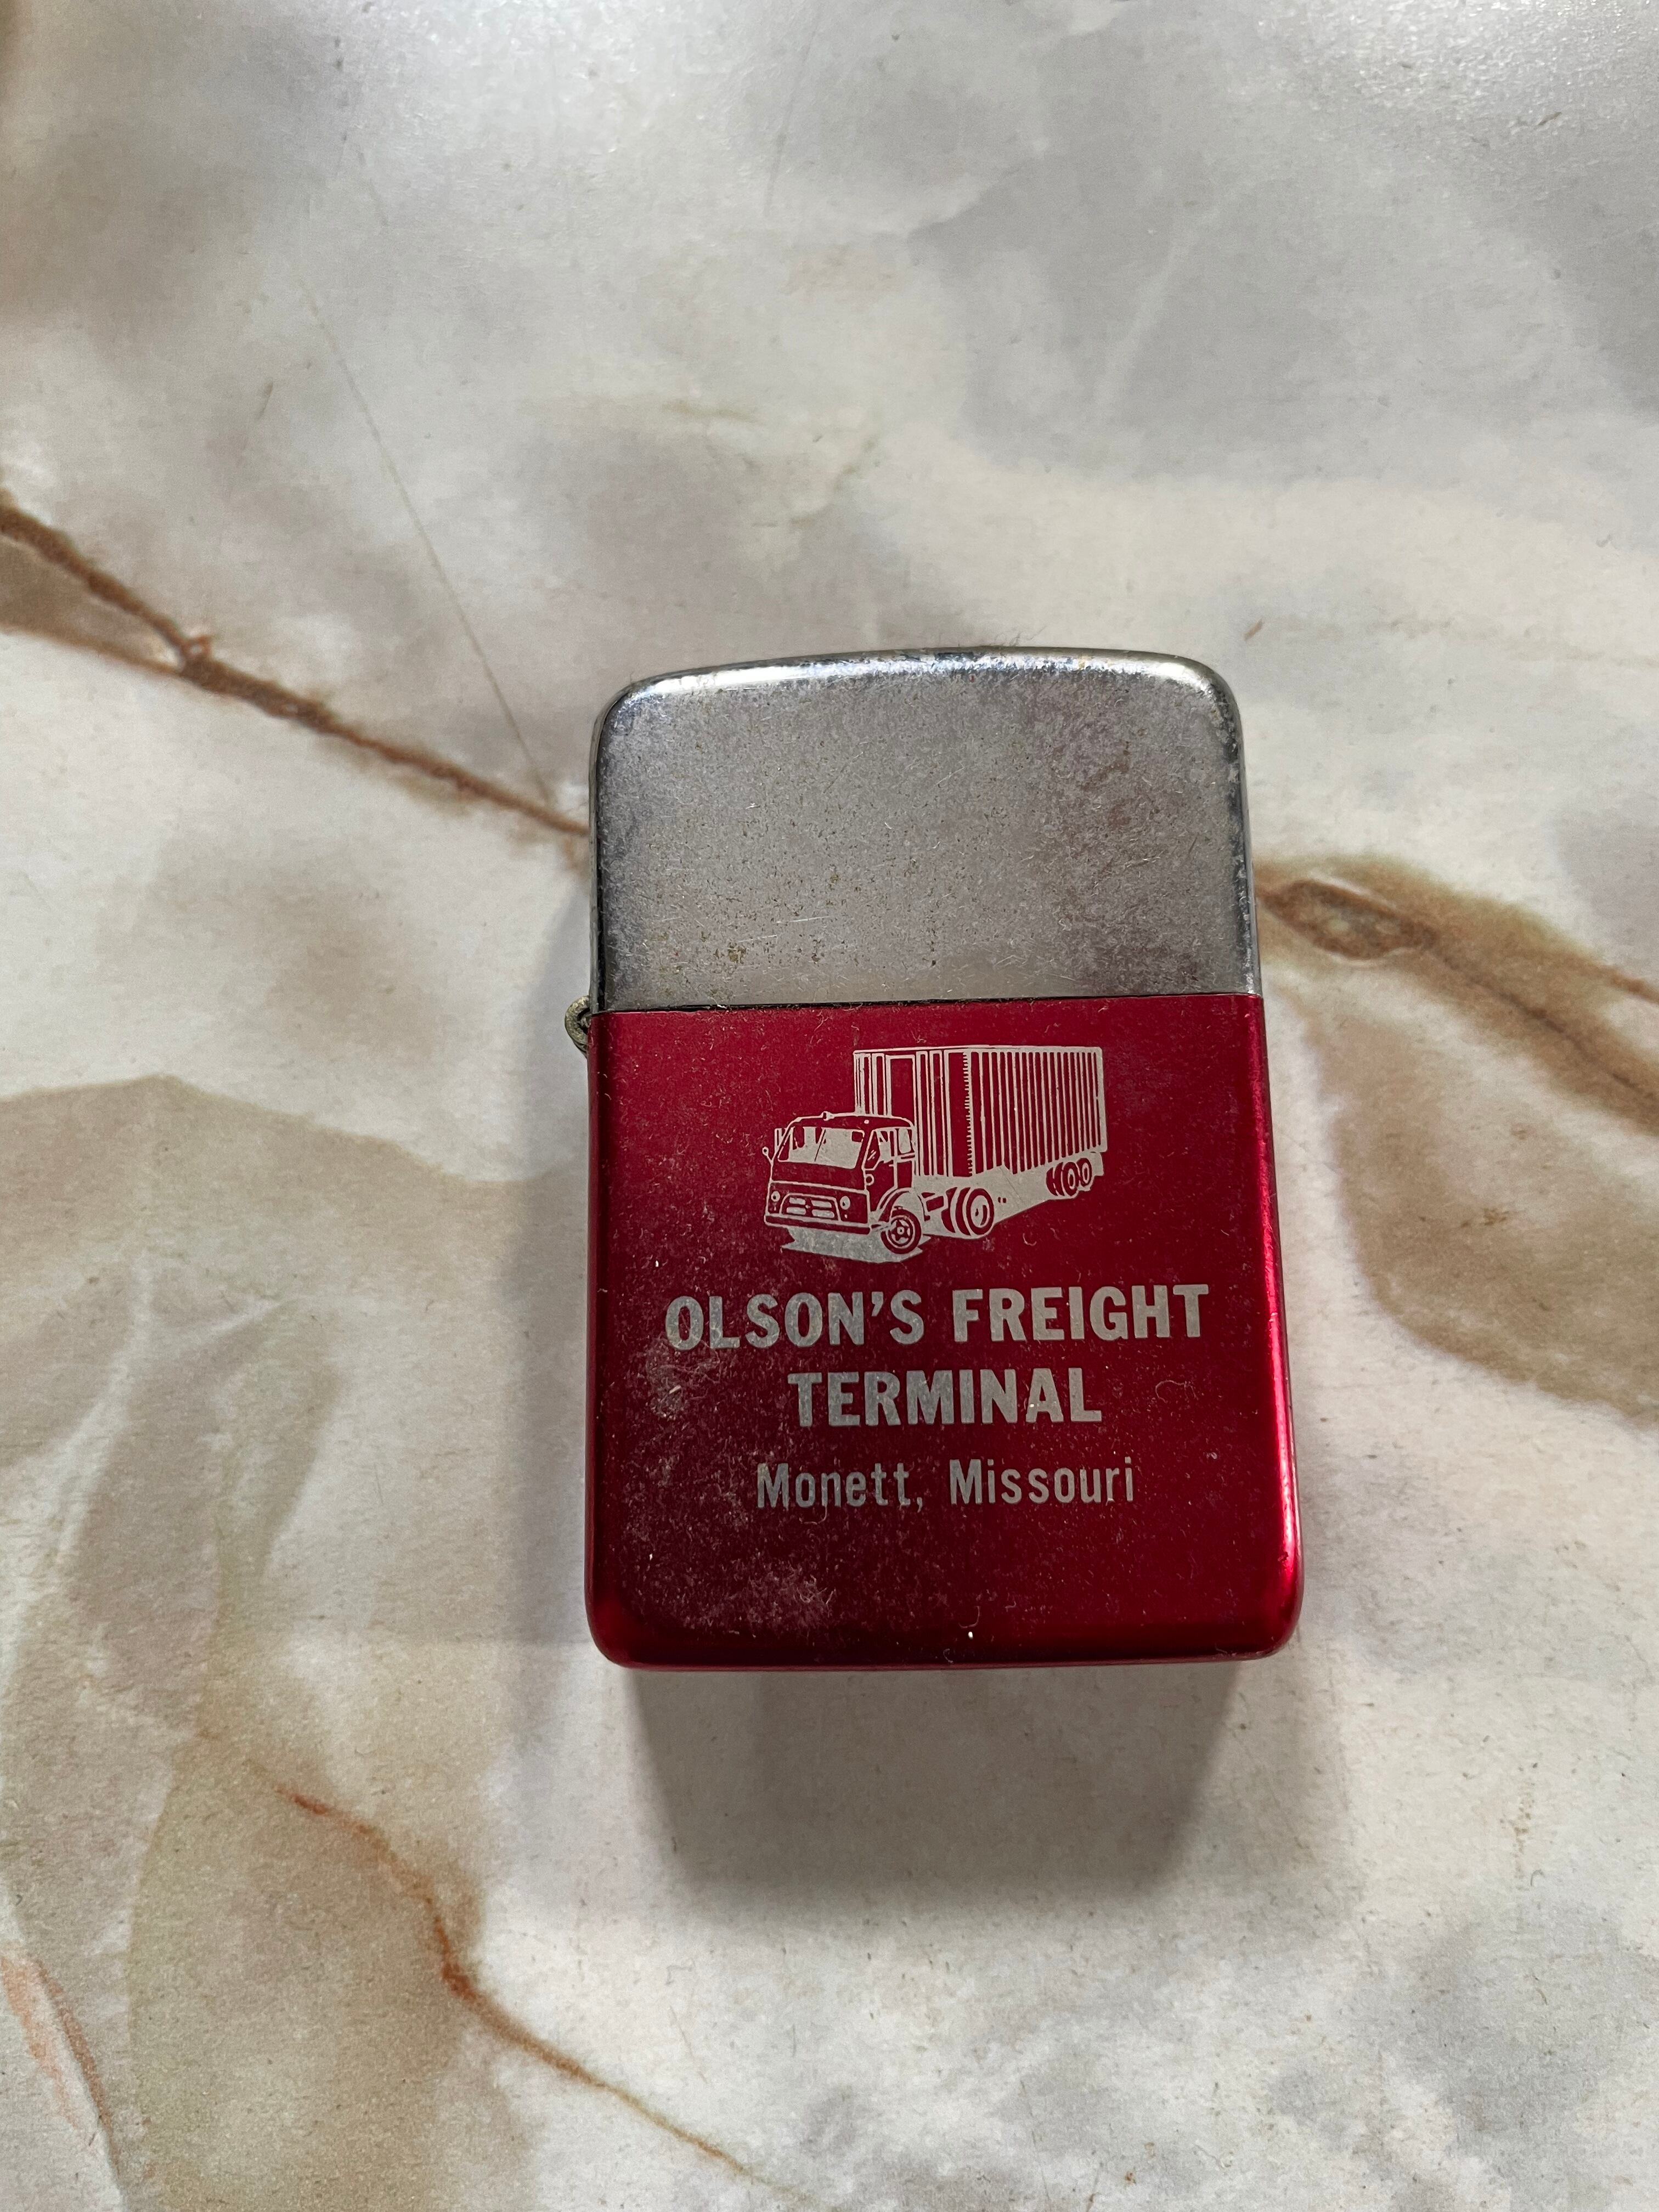 OLSON'S FREIGHT
TERMINAL
Monett, Missouri